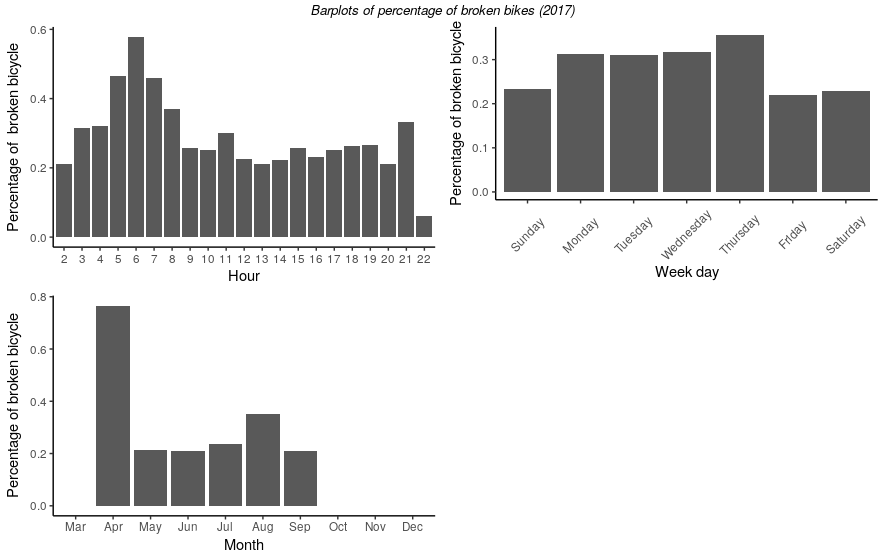 Barplots of percentage of broken bikes (2017)
Percentage of  broken bicycle
0.6
0.4
0.2
0.0
2 3 4 5 6 7 8 9 10 11 12 13 14 15 16 17 18 19 20 21 22
Hour
Percentage of broken bicycle
0.3
0.2
0.1
0.0
Sunday Monday Tuesday Wednesday Thursday Friday Saturday
Week day
Percentage of broken bicycle
0.8
0.6
0.4
0.2
0.0
Mar Apr May Jun Jul Aug Sep Oct Nov Dec
Month